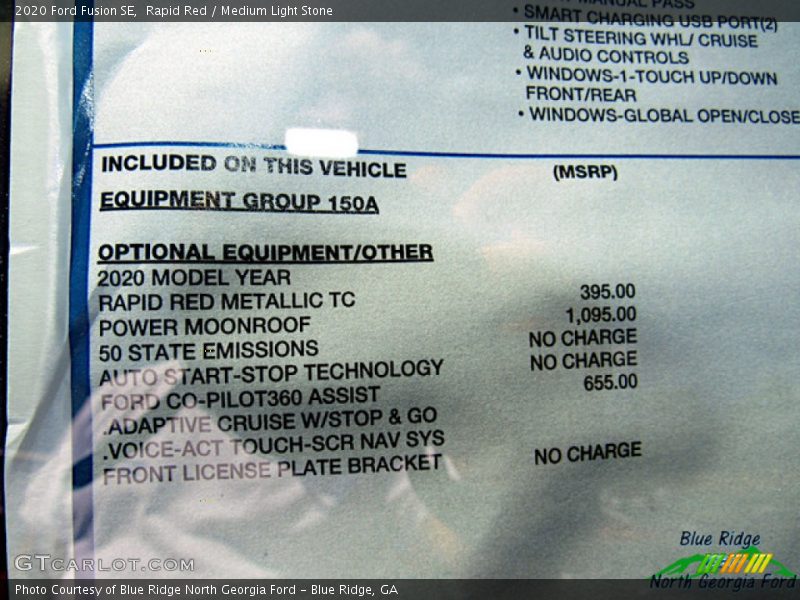 2020 Ford Fusion SE, Rapid Red / Medium Light Stone
MANUAL PASS
• SMART CHARGING USB PORT(2)
• TILT STEERING WHL/ CRUISE
& AUDIO CONTROLS
• WINDOWS-1-TOUCH UP/DOWN
FRONT/REAR
• WINDOWS-GLOBAL OPEN/CLOSE
INCLUDED ON THIS VEHICLE (MSRP)
EQUIPMENT GROUP 150A
OPTIONAL EQUIPMENT/OTHER
2020 MODEL YEAR
RAPID RED METALLIC TC 395.00
POWER MOONROOF 1,095.00
50 STATE EMISSIONS NO CHARGE
AUTO START-STOP TECHNOLOGY NO CHARGE
FORD CO-PILOT360 ASSIST 655.00
.ADAPTIVE CRUISE W/STOP & GO
.VOICE-ACT TOUCH-SCR NAV SYS
FRONT LICENSE PLATE BRACKET NO CHARGE
Blue Ridge
North Georgia Ford
GTCARLOT.COM
Photo Courtesy of Blue Ridge North Georgia Ford – Blue Ridge, GA